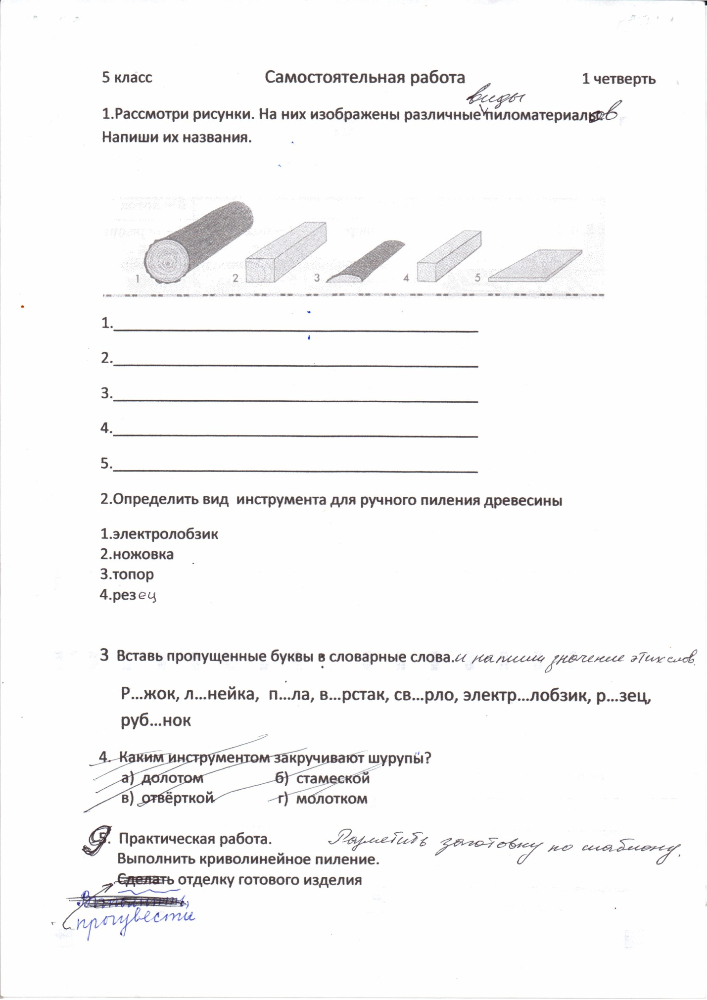 5 класс Самостоятельная работа 1 четверть
виды
1.Рассмотри рисунки. На них изображены различные пиломатериалов
Напиши их названия.
1 2 3 4 5
1.
2.
3.
4.
5.
2.Определить вид инструмента для ручного пиления древесины
1.электролобзик
2.ножовка
3.топор
4.резец
3 Вставь пропущенные буквы в словарные слова.и напиши значение этих слов.
Р...жок, л...нейка, п...ла, в...рстак, св...рло, электр...лобзик, р...зец,
руб...нок
4. Каким инструментом закручивают шурупы?
а) долотом б) стамеской
в) отвёрткой г) молотком
Практическая работа. Разметить заготовку по шаблону.
Выполнить криволинейное пиление.
Сделать отделку готового изделия
Выполнить,
произвести